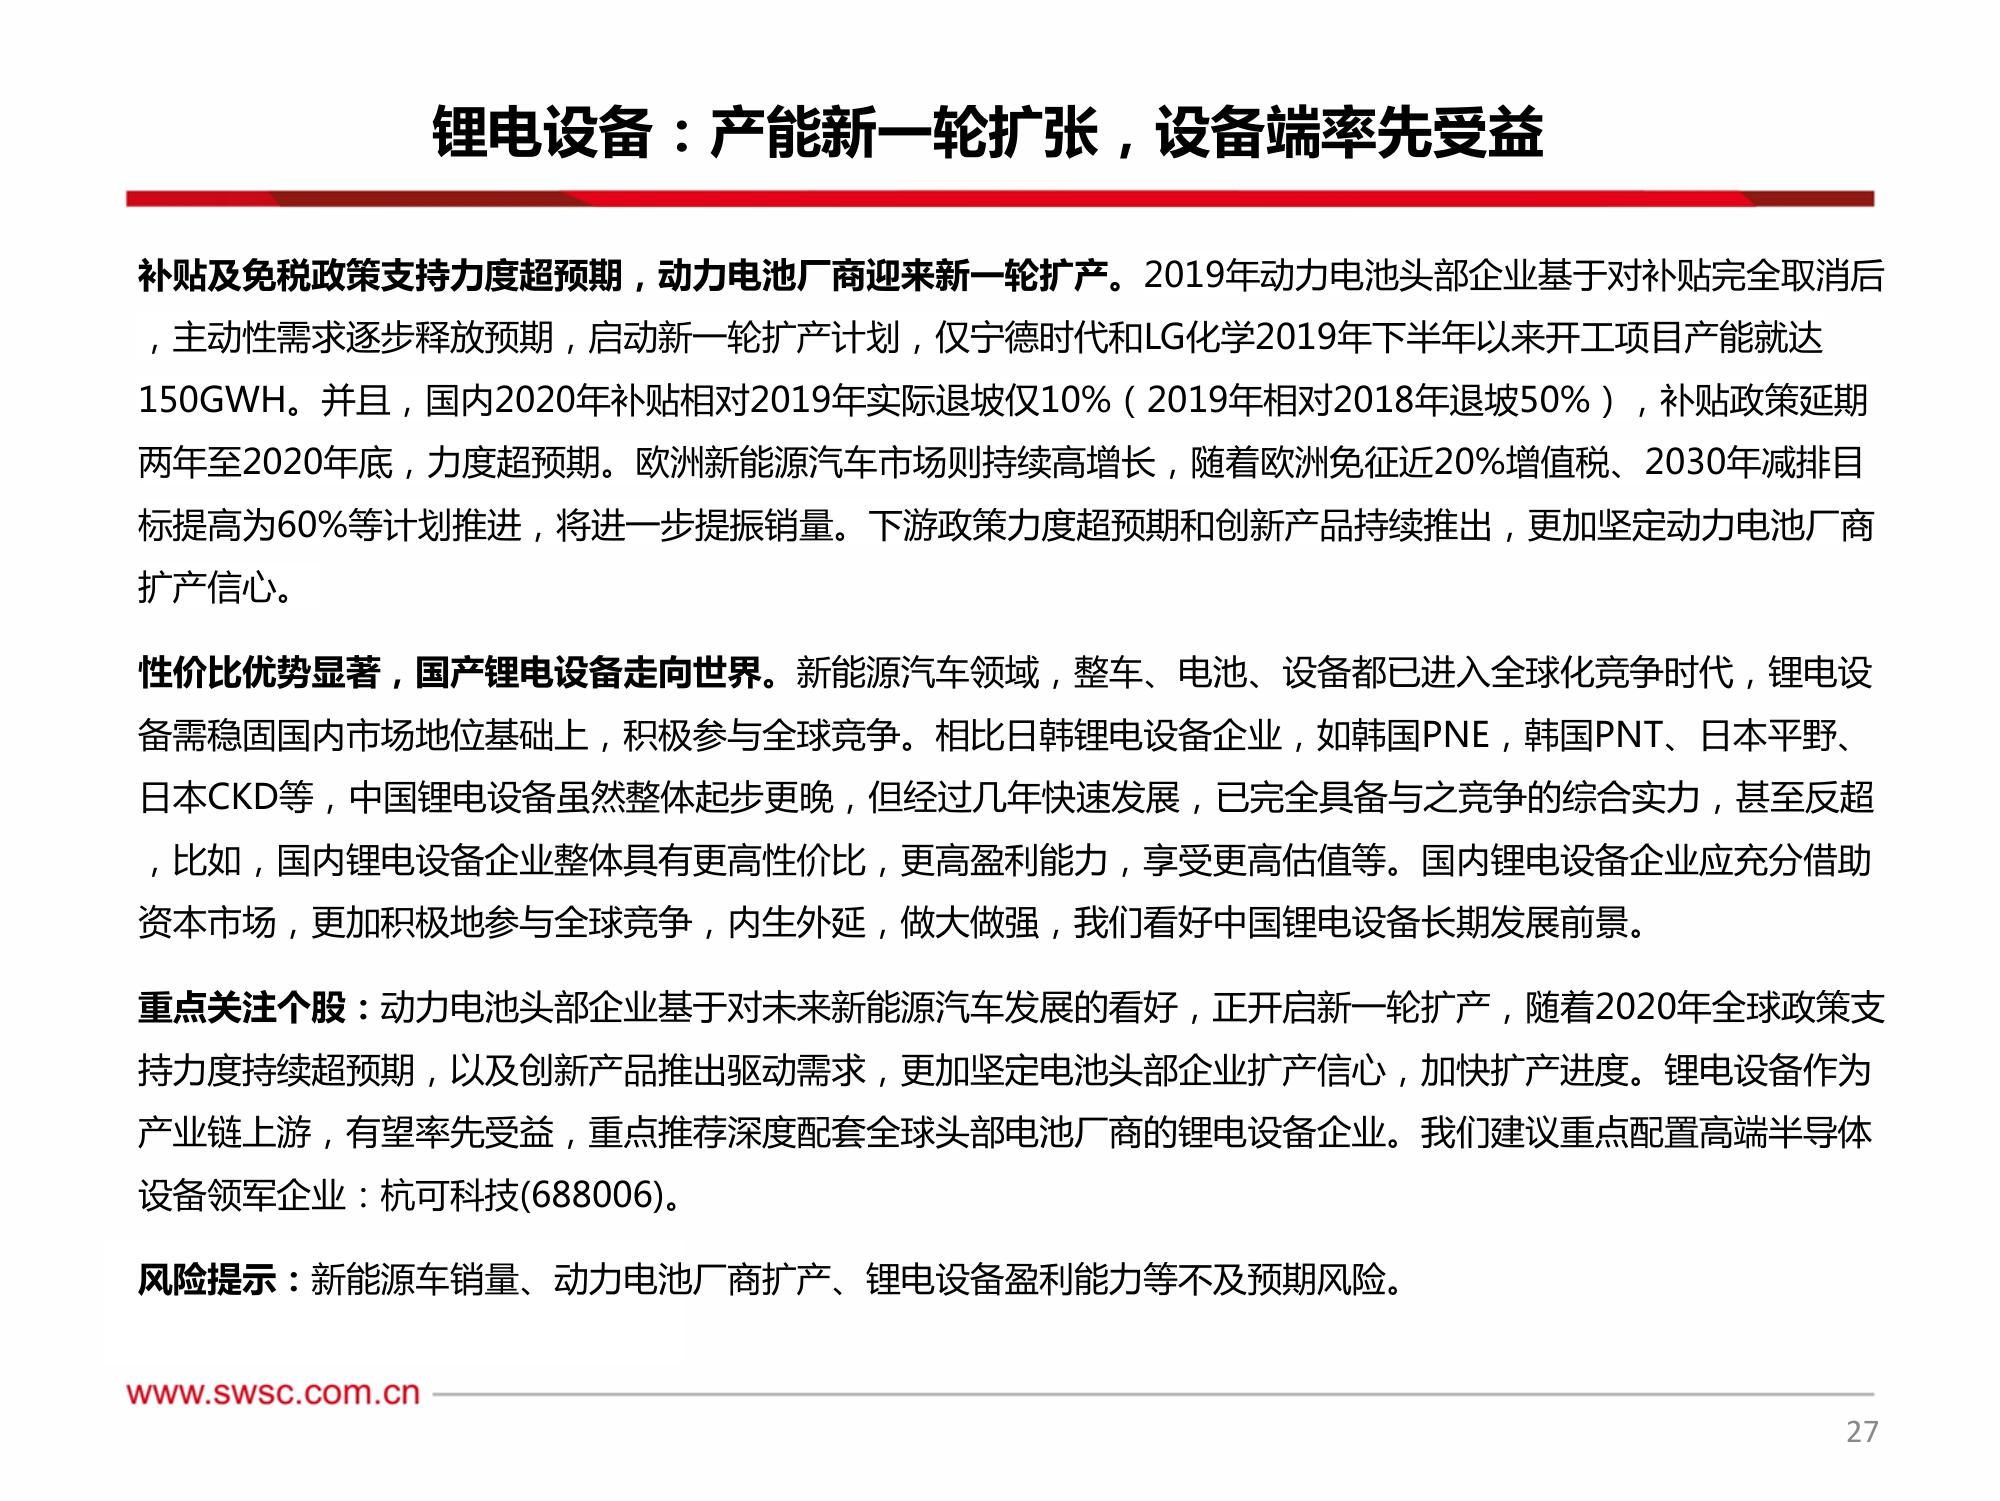 锂电设备：产能新一轮扩张，设备端率先受益
补贴及免税政策支持力度超预期，动力电池厂商迎来新一轮扩产。2019年动力电池头部企业基于对补贴完全取消后
，主动性需求逐步释放预期，启动新一轮扩产计划，仅宁德时代和LG化学2019年下半年以来开工项目产能就达
150GWH。并且，国内2020年补贴相对2019年实际退坡仅10%（2019年相对2018年退坡50%），补贴政策延期
两年至2020年底，力度超预期。欧洲新能源汽车市场则持续高增长，随着欧洲免征近20%增值税、2030年减排目
标提高为60%等计划推进，将进一步提振销量。下游政策力度超预期和创新产品持续推出，更加坚定动力电池厂商
扩产信心。
性价比优势显著，国产锂电设备走向世界。新能源汽车领域，整车、电池、设备都已进入全球化竞争时代，锂电设
备需稳固国内市场地位基础上，积极参与全球竞争。相比日韩锂电设备企业，如韩国PNE，韩国PNT、日本平野、
日本CKD等，中国锂电设备虽然整体起步更晚，但经过几年快速发展，已完全具备与之竞争的综合实力，甚至反超
，比如，国内锂电设备企业整体具有更高性价比，更高盈利能力，享受更高估值等。国内锂电设备企业应充分借助
资本市场，更加积极地参与全球竞争，内生外延，做大做强，我们看好中国锂电设备长期发展前景。
重点关注个股：动力电池头部企业基于对未来新能源汽车发展的看好，正开启新一轮扩产，随着2020年全球政策支
持力度持续超预期，以及创新产品推出驱动需求，更加坚定电池头部企业扩产信心，加快扩产进度。锂电设备作为
产业链上游，有望率先受益，重点推荐深度配套全球头部电池厂商的锂电设备企业。我们建议重点配置高端半导体
设备领军企业：杭可科技(688006)。
风险提示：新能源车销量、动力电池厂商扩产、锂电设备盈利能力等不及预期风险。
www.swsc.com.cn
27